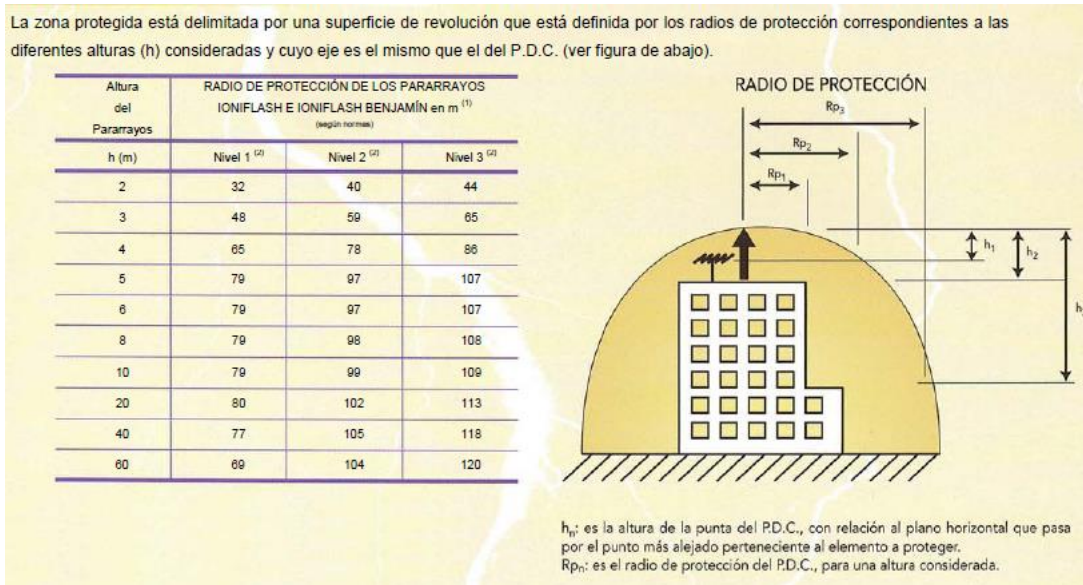 La zona protegida está delimitada por una superficie de revolución que está definida por los radios de protección correspondientes a las
diferentes alturas (h) consideradas y cuyo eje es el mismo que el del P.D.C. (ver figura de abajo).
Altura
del
Pararrayos
RADIO DE PROTECCIÓN DE LOS PARARRAYOS
IONIFLASH E IONIFLASH BENJAMÍN en m (1)
(según normas)
h (m) Nivel 1 (2) Nivel 2 (2) Nivel 3 (2)
2 32 40 44
3 48 59 65
4 65 78 86
5 79 97 107
6 79 97 107
8 79 98 108
10 79 99 109
20 80 102 113
40 77 105 118
60 69 104 120
RADIO DE PROTECCIÓN
Rp3
Rp2
Rp1
h1
h2
h
hn: es la altura de la punta del P.D.C., con relación al plano horizontal que pasa
por el punto más alejado perteneciente al elemento a proteger.
Rpn: es el radio de protección del P.D.C., para una altura considerada.